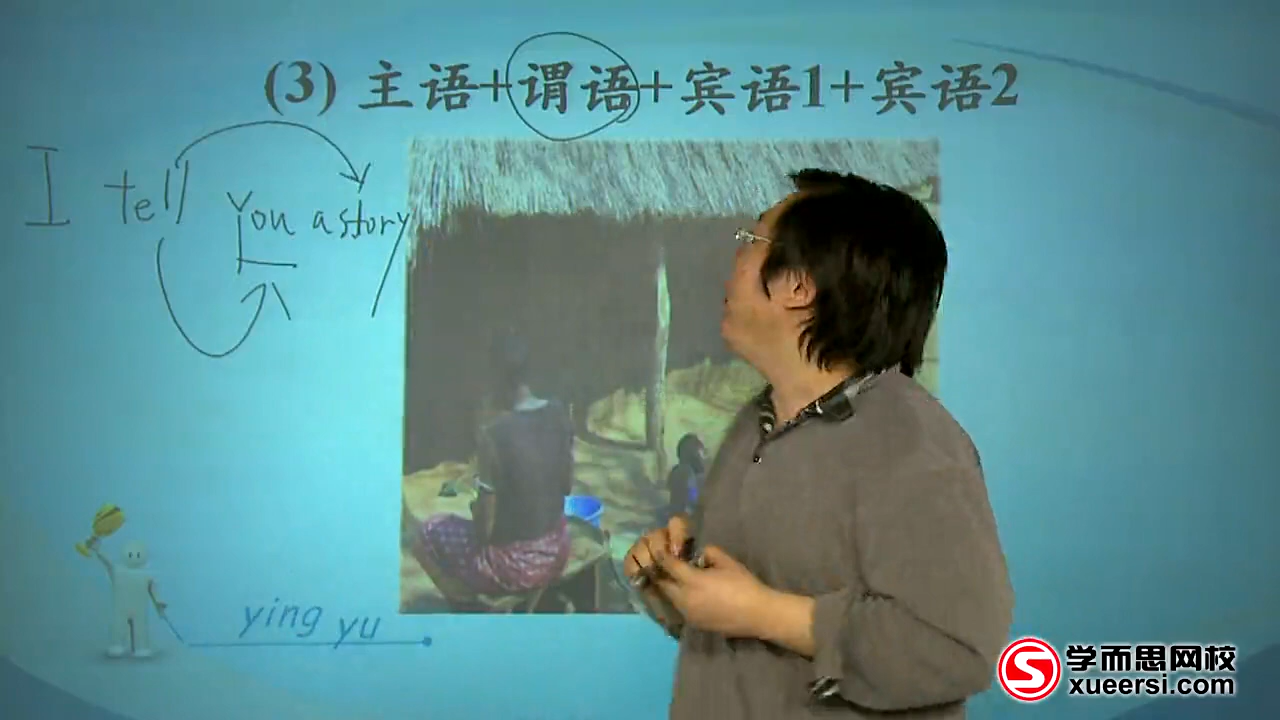 (3) 主语+谓语+宾语1+宾语2
I tell
You a story
ying yu
学而思网校
xueersi.com